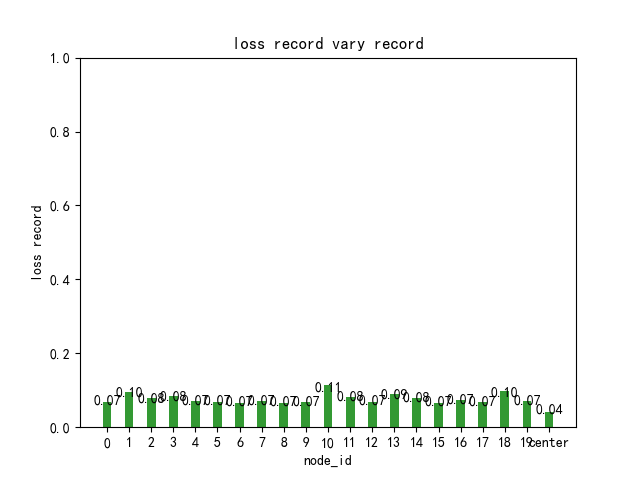 loss record vary record
1.0
0.8
0.6
0.4
0.2
0.0
loss record
0.07 0.10 0.08 0.08 0.07 0.07 0.07 0.07 0.07 0.07 0.11 0.08 0.07 0.09 0.08 0.07 0.07 0.07 0.10 0.07 0.04
0 1 2 3 4 5 6 7 8 9 10 11 12 13 14 15 16 17 18 19 center
node_id